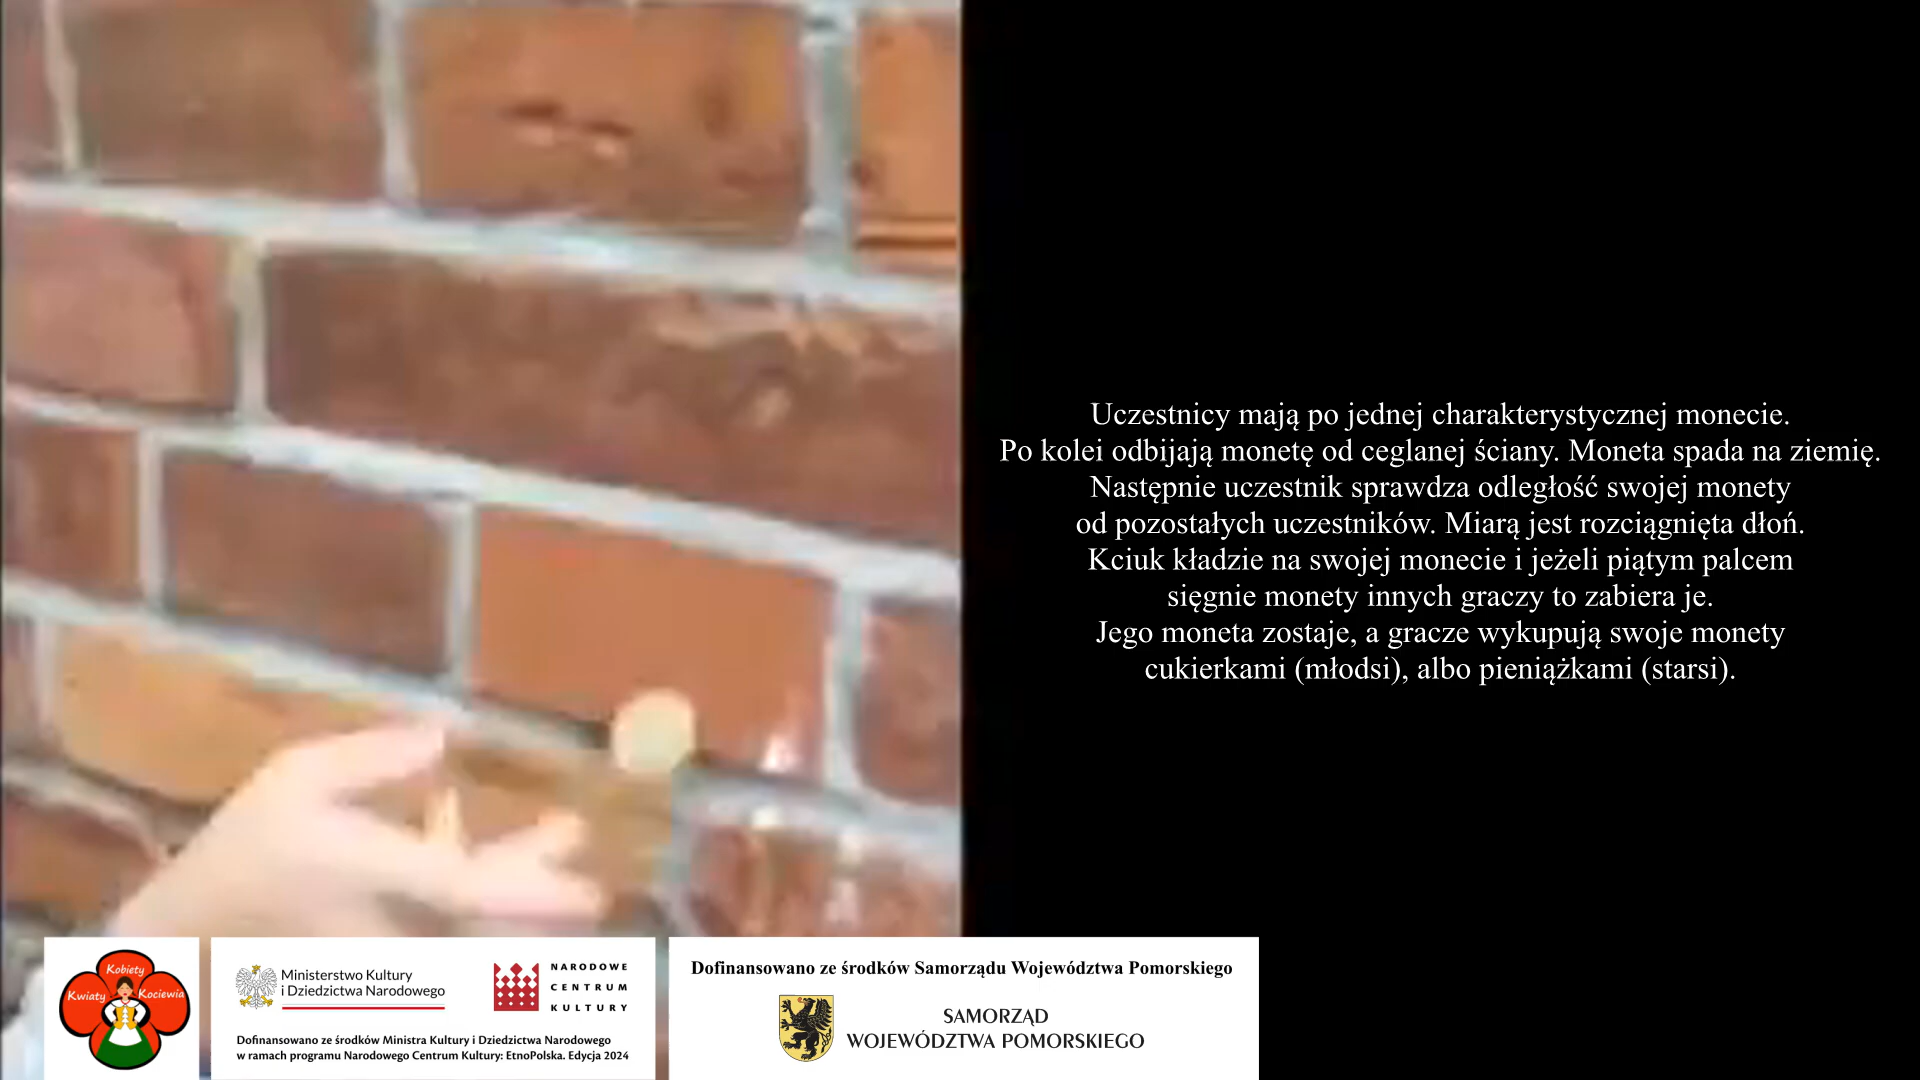 Uczestnicy mają po jednej charakterystycznej monecie.
Po kolei odbijają monetę od ceglanej ściany. Moneta spada na ziemię.
Następnie uczestnik sprawdza odległość swojej monety
od pozostałych uczestników. Miarą jest rozciągnięta dłoń.
Kciuk kładzie na swojej monecie i jeżeli piątym palcem
sięgnie monety innych graczy to zabiera je.
Jego moneta zostaje, a gracze wykupują swoje monety
cukierkami (młodsi), albo pieniążkami (starsi).
Kobiety
Kwiaty
Kociewia
Ministerstwo Kultury
i Dziedzictwa Narodowego
NARODOWE
CENTRUM
KULTURY
Dofinansowano ze środków Ministra Kultury i Dziedzictwa Narodowego
w ramach programu Narodowego Centrum Kultury: EtnoPolska. Edycja 2024
Dofinansowano ze środków Samorządu Województwa Pomorskiego
SAMORZĄD
WOJEWÓDZTWA POMORSKIEGO